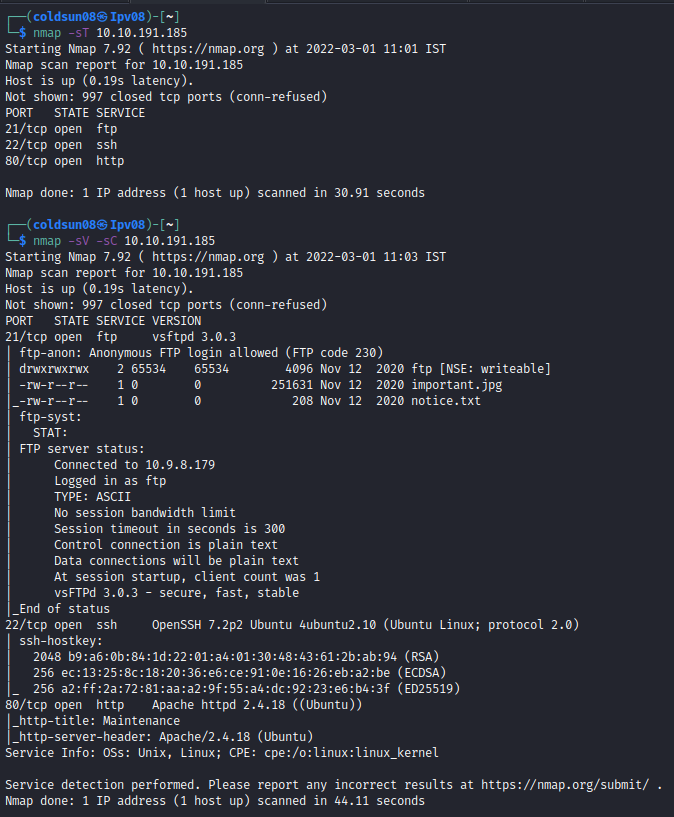 ┌──(coldsun08㉿Ipv08)-[~]
└─$ nmap -sT 10.10.191.185
Starting Nmap 7.92 ( https://nmap.org ) at 2022-03-01 11:01 IST
Nmap scan report for 10.10.191.185
Host is up (0.19s latency).
Not shown: 997 closed tcp ports (conn-refused)
PORT   STATE SERVICE
21/tcp open  ftp
22/tcp open  ssh
80/tcp open  http

Nmap done: 1 IP address (1 host up) scanned in 30.91 seconds

┌──(coldsun08㉿Ipv08)-[~]
└─$ nmap -sV -sC 10.10.191.185
Starting Nmap 7.92 ( https://nmap.org ) at 2022-03-01 11:03 IST
Nmap scan report for 10.10.191.185
Host is up (0.19s latency).
Not shown: 997 closed tcp ports (conn-refused)
PORT   STATE SERVICE VERSION
21/tcp open  ftp     vsftpd 3.0.3
| ftp-anon: Anonymous FTP login allowed (FTP code 230)
| drwxrwxrwx    2 65534    65534        4096 Nov 12  2020 ftp [NSE: writeable]
| -rw-r--r--    1 0        0          251631 Nov 12  2020 important.jpg
|_-rw-r--r--    1 0        0             208 Nov 12  2020 notice.txt
| ftp-syst:
|   STAT:
| FTP server status:
|      Connected to 10.9.8.179
|      Logged in as ftp
|      TYPE: ASCII
|      No session bandwidth limit
|      Session timeout in seconds is 300
|      Control connection is plain text
|      Data connections will be plain text
|      At session startup, client count was 1
|      vsFTPd 3.0.3 - secure, fast, stable
|_End of status
22/tcp open  ssh     OpenSSH 7.2p2 Ubuntu 4ubuntu2.10 (Ubuntu Linux; protocol 2.0)
| ssh-hostkey:
|   2048 b9:a6:0b:84:1d:22:01:a4:01:30:48:43:61:2b:ab:94 (RSA)
|   256 ec:13:25:8c:18:20:36:e6:ce:91:0e:16:26:eb:a2:be (ECDSA)
|_  256 a2:ff:2a:72:81:aa:a2:9f:55:a4:dc:92:23:e6:b4:3f (ED25519)
80/tcp open  http    Apache httpd 2.4.18 ((Ubuntu))
|_http-title: Maintenance
|_http-server-header: Apache/2.4.18 (Ubuntu)
Service Info: OSs: Unix, Linux; CPE: cpe:/o:linux:linux_kernel

Service detection performed. Please report any incorrect results at https://nmap.org/submit/ .
Nmap done: 1 IP address (1 host up) scanned in 44.11 seconds